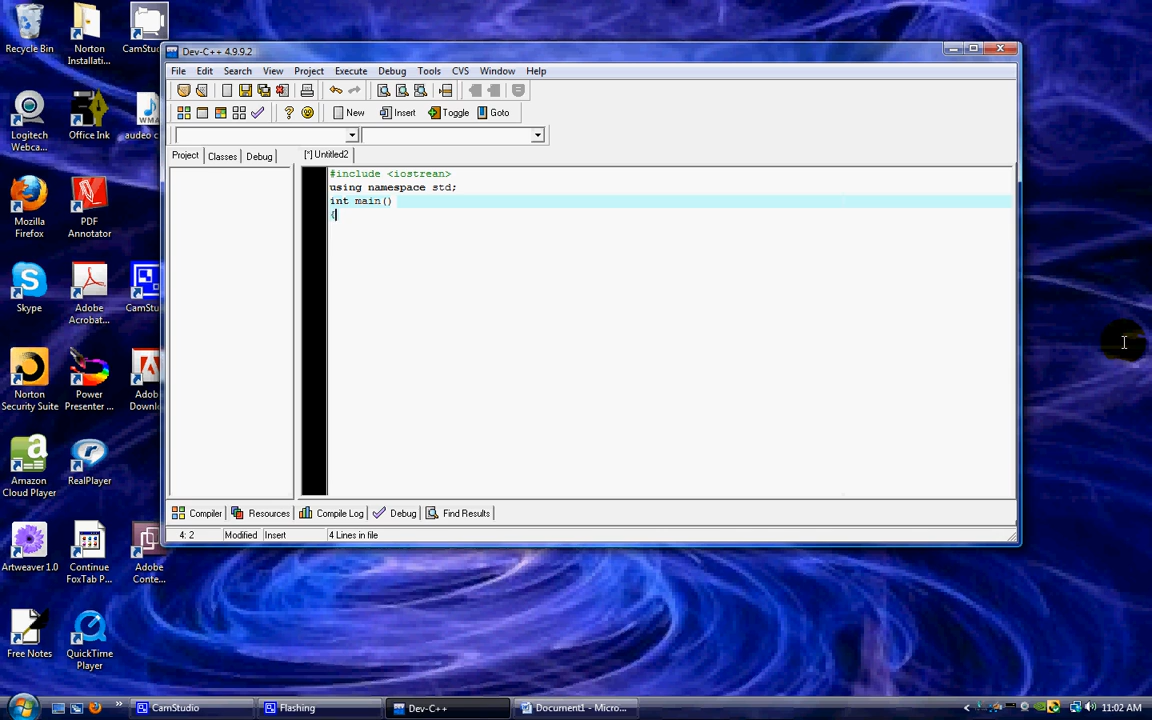 Recycle Bin
Norton Installati...
CamStu
Logitech Webca...
Office Ink
audeo c
Mozilla Firefox
PDF Annotator
Skype
Adobe Acrobat...
CamStu
Norton Security Suite
Power Presenter ...
Adob Downl
Amazon Cloud Player
RealPlayer
Artweaver 1.0
Continue FoxTab P...
Adobe Conte...
Free Notes
QuickTime Player
Dev-C++ 4.9.9.2
File Edit Search View Project Execute Debug Tools CVS Window Help
New Insert Toggle Goto
Project Classes Debug [*] Untitled2
#include <iostrean>
using namespace std;
int main()
{
Compiler Resources Compile Log Debug Find Results
4: 2 Modified Insert 4 Lines in file
CamStudio Flashing Dev-C++ Document1 - Micro... 11:02 AM